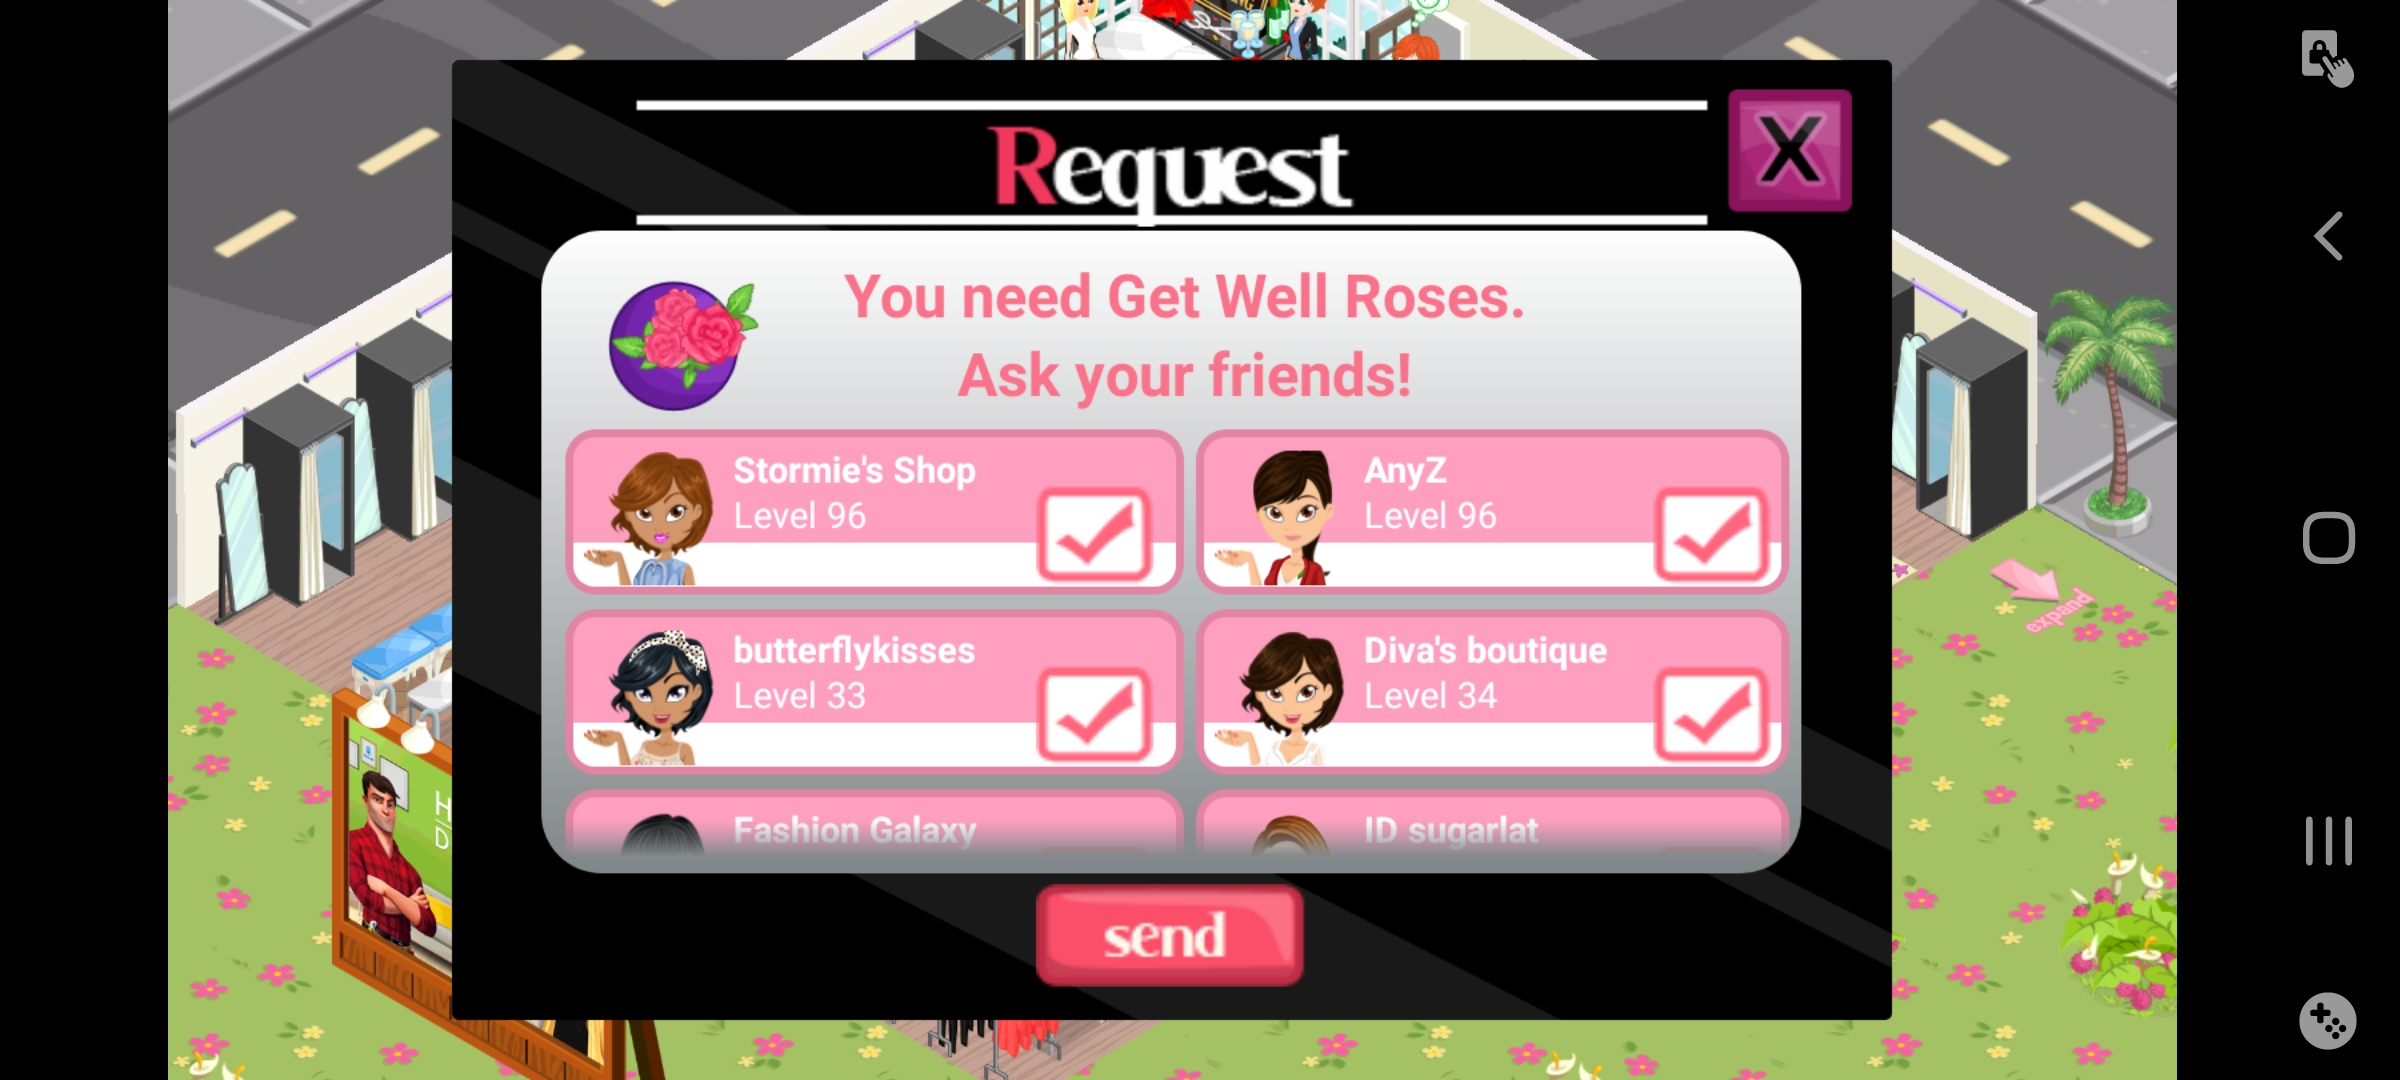 Request
X
You need Get Well Roses.
Ask your friends!
Stormie's Shop
Level 96
AnyZ
Level 96
butterflykisses
Level 33
Diva's boutique
Level 34
Fashion Galaxy
ID sugarlat
send
expand
H
D